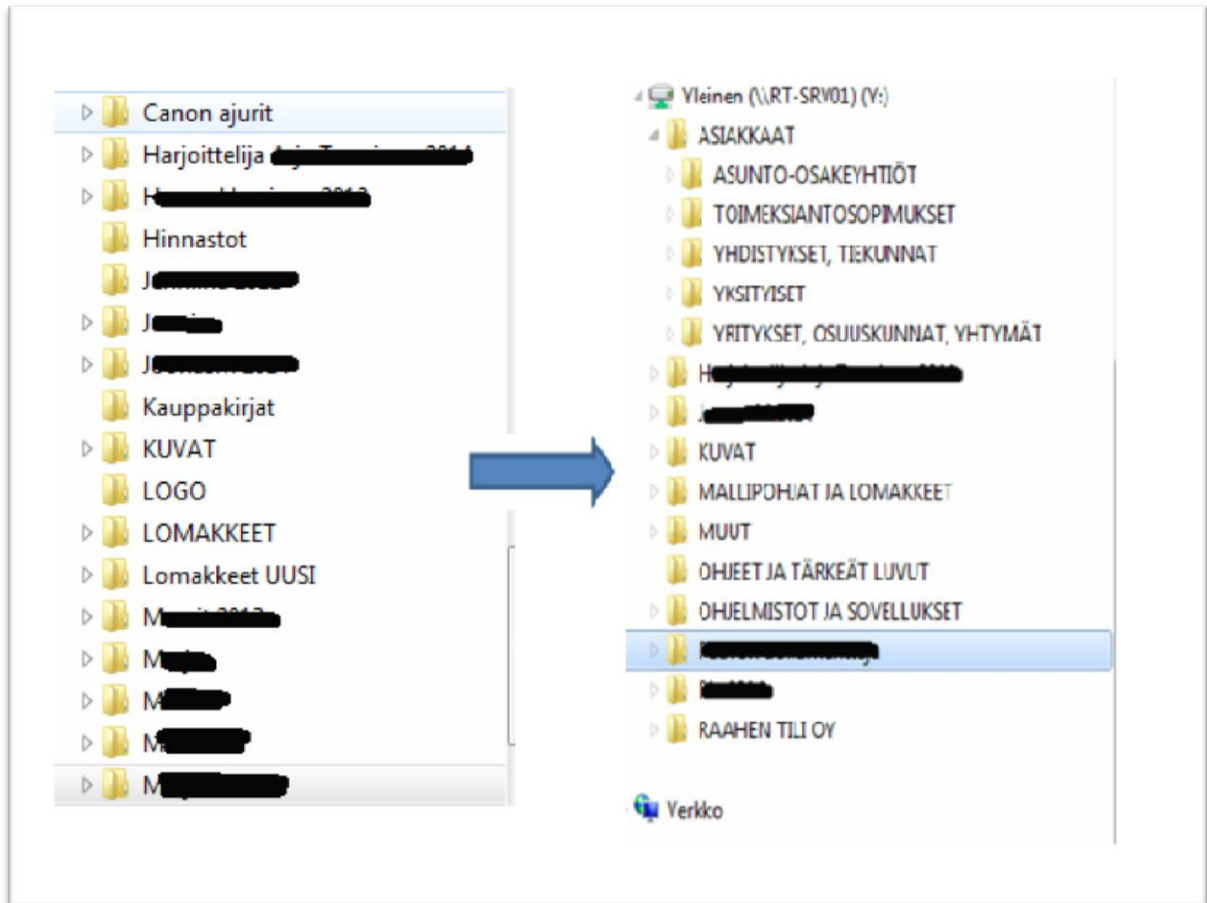 Canon ajurit
Harjoittelija
Hinnastot
Kauppakirjat
KUVAT
LOGO
LOMAKKEET
Lomakkeet UUSI
Yleinen (\\RT-SRV01) (Y:)
ASIAKKAAT
ASUNTO-OSAKEYHTIÖT
TOIMEKSIANTOSOPIMUKSET
YHDISTYKSET, TIEKUNNAT
YKSITYISET
YRITYKSET, OSUUSKUNNAT, YHTYMÄT
KUVAT
MALLIPOHJAT JA LOMAKKEET
MUUT
OHJEET JA TÄRKEÄT LUVUT
OHJELMISTOT JA SOVELLUKSET
RAAHEN TILI OY
Verkko